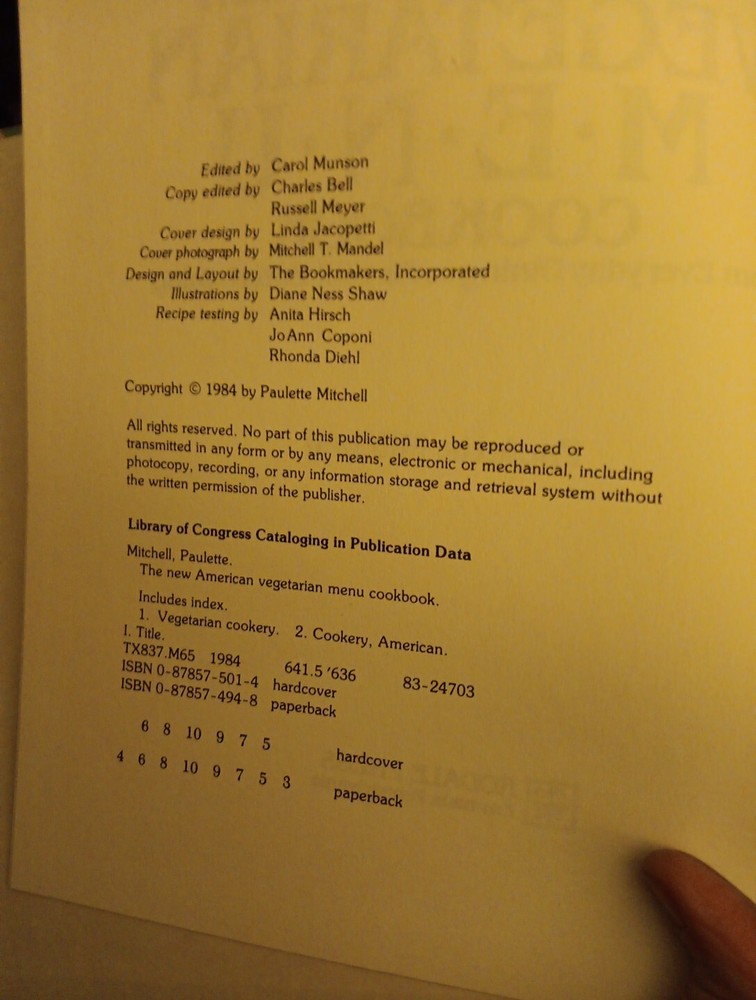 Edited by Carol Munson
Copy edited by Charles Bell
Russell Meyer
Cover design by Linda Jacopetti
Cover photograph by Mitchell T. Mandel
Design and Layout by The Bookmakers, Incorporated
Illustrations by Diane Ness Shaw
Recipe testing by Anita Hirsch
JoAnn Coponi
Rhonda Diehl
Copyright © 1984 by Paulette Mitchell
All rights reserved. No part of this publication may be reproduced or
transmitted in any form or by any means, electronic or mechanical, including
photocopy, recording, or any information storage and retrieval system without
the written permission of the publisher.
Library of Congress Cataloging in Publication Data
Mitchell, Paulette.
The new American vegetarian menu cookbook.
Includes index.
1. Vegetarian cookery. 2. Cookery, American.
I. Title.
TX837.M65 1984 641.5'636 83-24703
ISBN 0-87857-501-4 hardcover
ISBN 0-87857-494-8 paperback
6 8 10 9 7 5 hardcover
4 6 8 10 9 7 5 3 paperback